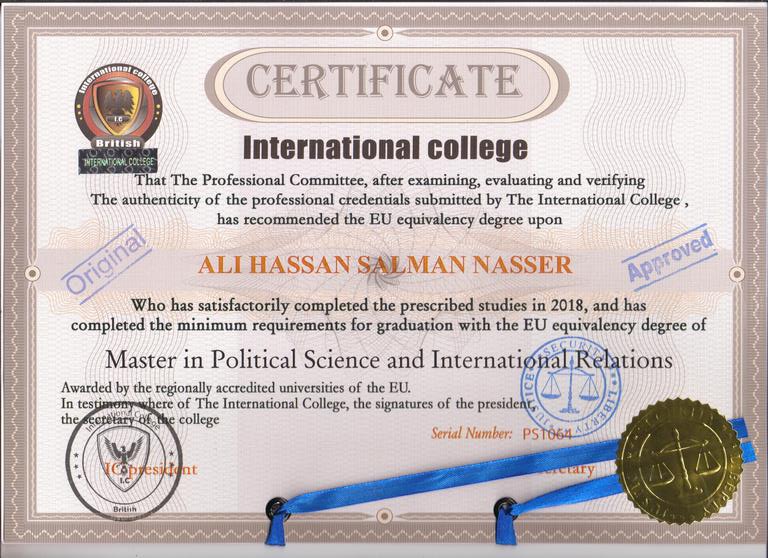 CERTIFICATE
International college
I.C
British
INTERNATIONAL COLLEGE
International college
That The Professional Committee, after examining, evaluating and verifying
The authenticity of the professional credentials submitted by The International College ,
has recommended the EU equivalency degree upon
Original
Approved
ALI HASSAN SALMAN NASSER
Who has satisfactorily completed the prescribed studies in 2018, and has
completed the minimum requirements for graduation with the EU equivalency degree of
Master in Political Science and International Relations
Awarded by the regionally accredited universities of the EU.
In testimony where of The International College, the signatures of the president
the secretary of the college
SECURITY
JUSTICE
LIBERTY
Serial Number: PS1064
International College
IC president
I.C
British